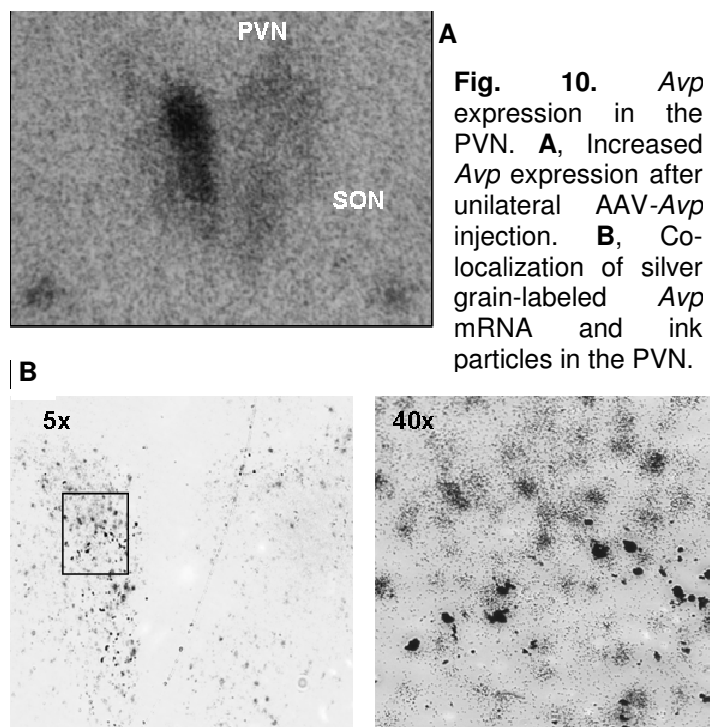 PVN
SON
A
Fig. 10. Avp
expression in the
PVN. A, Increased
Avp expression after
unilateral AAV-Avp
injection. B, Co-
localization of silver
grain-labeled Avp
mRNA and ink
particles in the PVN.
B
5x
40x